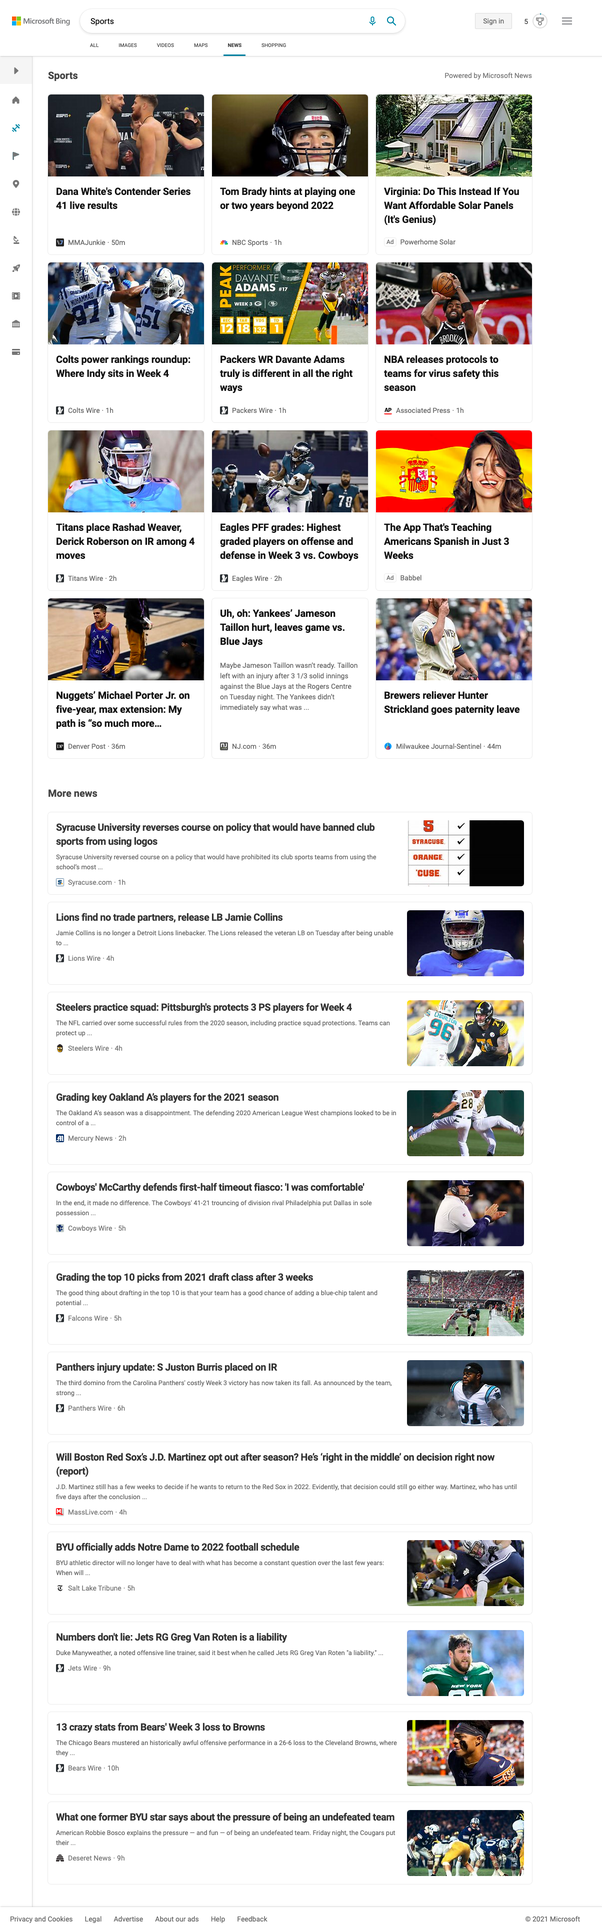 Microsoft Bing
Sports
Sign in
5
ALL
IMAGES
VIDEOS
MAPS
NEWS
SHOPPING
Sports
Powered by Microsoft News
Dana White's Contender Series
41 live results
MMAJunkie · 50m
Tom Brady hints at playing one
or two years beyond 2022
NBC Sports · 1h
Virginia: Do This Instead If You
Want Affordable Solar Panels
(It's Genius)
Ad Powerhome Solar
97
51
Colts power rankings roundup:
Where Indy sits in Week 4
Colts Wire · 1h
PEAK
PERFORMER
DAVANTE
ADAMS #17
WEEK 3
12 18 132 1
Packers WR Davante Adams
truly is different in all the right
ways
Packers Wire · 1h
BROOKLYN
NBA releases protocols to
teams for virus safety this
season
AP Associated Press · 1h
Titans place Rashad Weaver,
Derick Roberson on IR among 4
moves
Titans Wire · 2h
78
Eagles PFF grades: Highest
graded players on offense and
defense in Week 3 vs. Cowboys
Eagles Wire · 2h
The App That's Teaching
Americans Spanish in Just 3
Weeks
Ad Babbel
Nuggets' Michael Porter Jr. on
five-year, max extension: My
path is “so much more...
Denver Post · 36m
Uh, oh: Yankees’ Jameson
Taillon hurt, leaves game vs.
Blue Jays
Maybe Jameson Taillon wasn't ready. Taillon
left with an injury after 3 1/3 solid innings
against the Blue Jays at the Rogers Centre
on Tuesday night. The Yankees didn't
immediately say what was ...
NJ.com · 36m
Brewers reliever Hunter
Strickland goes paternity leave
Milwaukee Journal-Sentinel · 44m
More news
Syracuse University reverses course on policy that would have banned club
sports from using logos
Syracuse University reversed course on a policy that would have prohibited its club sports teams from using the
school's most ...
Syracuse.com · 1h
S
SYRACUSE
ORANGE
'CUSE
Lions find no trade partners, release LB Jamie Collins
Jamie Collins is no longer a Detroit Lions linebacker. The Lions released the veteran LB on Tuesday after being unable
to ...
Lions Wire · 4h
Steelers practice squad: Pittsburgh's protects 3 PS players for Week 4
The NFL carried over some successful rules from the 2020 season, including practice squad protections. Teams can
protect up ...
Steelers Wire · 4h
96
Grading key Oakland A's players for the 2021 season
The Oakland A's season was a disappointment. The defending 2020 American League West champions looked to be in
control of a ...
Mercury News · 2h
28
Cowboys' McCarthy defends first-half timeout fiasco: 'I was comfortable'
In the end, it made no difference. The Cowboys' 41-21 trouncing of division rival Philadelphia put Dallas in sole
possession ...
Cowboys Wire · 5h
Grading the top 10 picks from 2021 draft class after 3 weeks
The good thing about drafting in the top 10 is that your team has a good chance of adding a blue-chip talent and
potential ...
Falcons Wire · 5h
Panthers injury update: S Juston Burris placed on IR
The third domino from the Carolina Panthers' costly Week 3 victory has now taken its fall. As announced by the team,
strong ...
Panthers Wire · 6h
31
Will Boston Red Sox's J.D. Martinez opt out after season? He's ‘right in the middle’ on decision right now
(report)
J.D. Martinez still has a few weeks to decide if he wants to return to the Red Sox in 2022. Evidently, that decision could still go either way. Martinez, who has until
five days after the conclusion ...
MassLive.com · 4h
BYU officially adds Notre Dame to 2022 football schedule
BYU athletic director will no longer have to deal with what has become a constant question over the last few years:
When will ...
Salt Lake Tribune · 5h
Numbers don't lie: Jets RG Greg Van Roten is a liability
Duke Manyweather, a noted offensive line trainer, said it best when he called Jets RG Greg Van Roten "a liability." ...
Jets Wire · 9h
NEW YORK
13 crazy stats from Bears' Week 3 loss to Browns
The Chicago Bears mustered an historically awful offensive performance in a 26-6 loss to the Cleveland Browns, where
they ...
Bears Wire · 10h
What one former BYU star says about the pressure of being an undefeated team
American Robbie Bosco explains the pressure — and fun — of being an undefeated team. Friday night, the Cougars put
their ...
Deseret News · 9h
Privacy and Cookies
Legal
Advertise
About our ads
Help
Feedback
© 2021 Microsoft